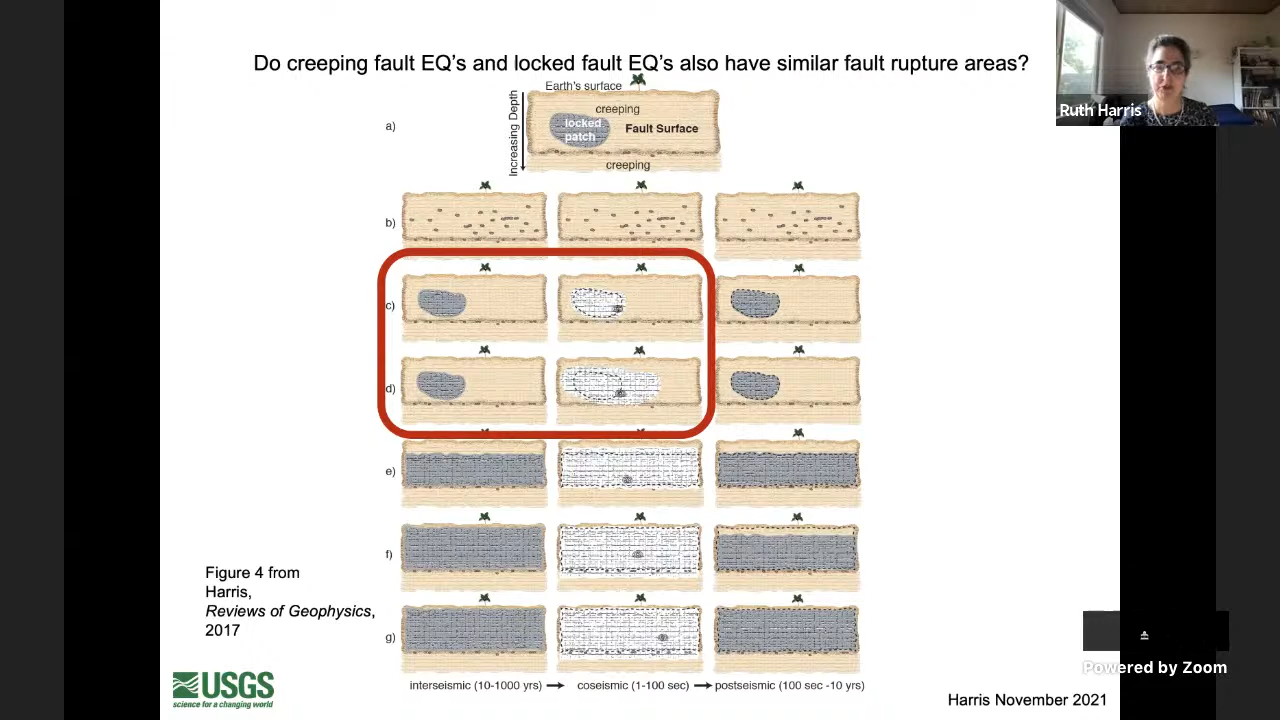 Do creeping fault EQ's and locked fault EQ's also have similar fault rupture areas?
Ruth Harris
Earth's surface
Increasing Depth
a)
creeping
locked
patch
Fault Surface
creeping
b)
c)
d)
e)
f)
g)
interseismic (10-1000 yrs) → coseismic (1-100 sec) → postseismic (100 sec -10 yrs)
Figure 4 from
Harris,
Reviews of Geophysics,
2017
USGS
science for a changing world
Harris November 2021
Powered by Zoom